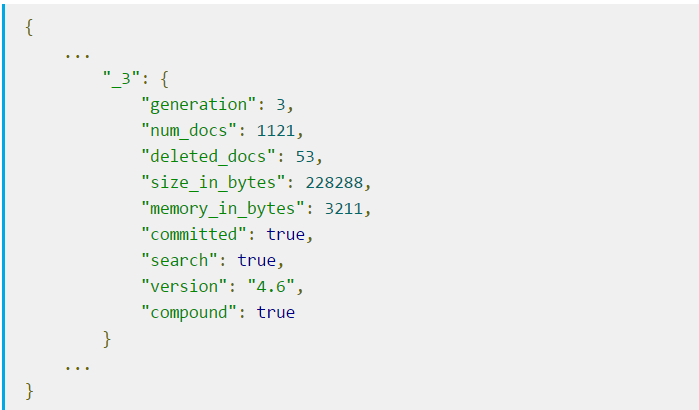 {
...
"_3": {
"generation": 3,
"num_docs": 1121,
"deleted_docs": 53,
"size_in_bytes": 228288,
"memory_in_bytes": 3211,
"committed": true,
"search": true,
"version": "4.6",
"compound": true
}
...
}